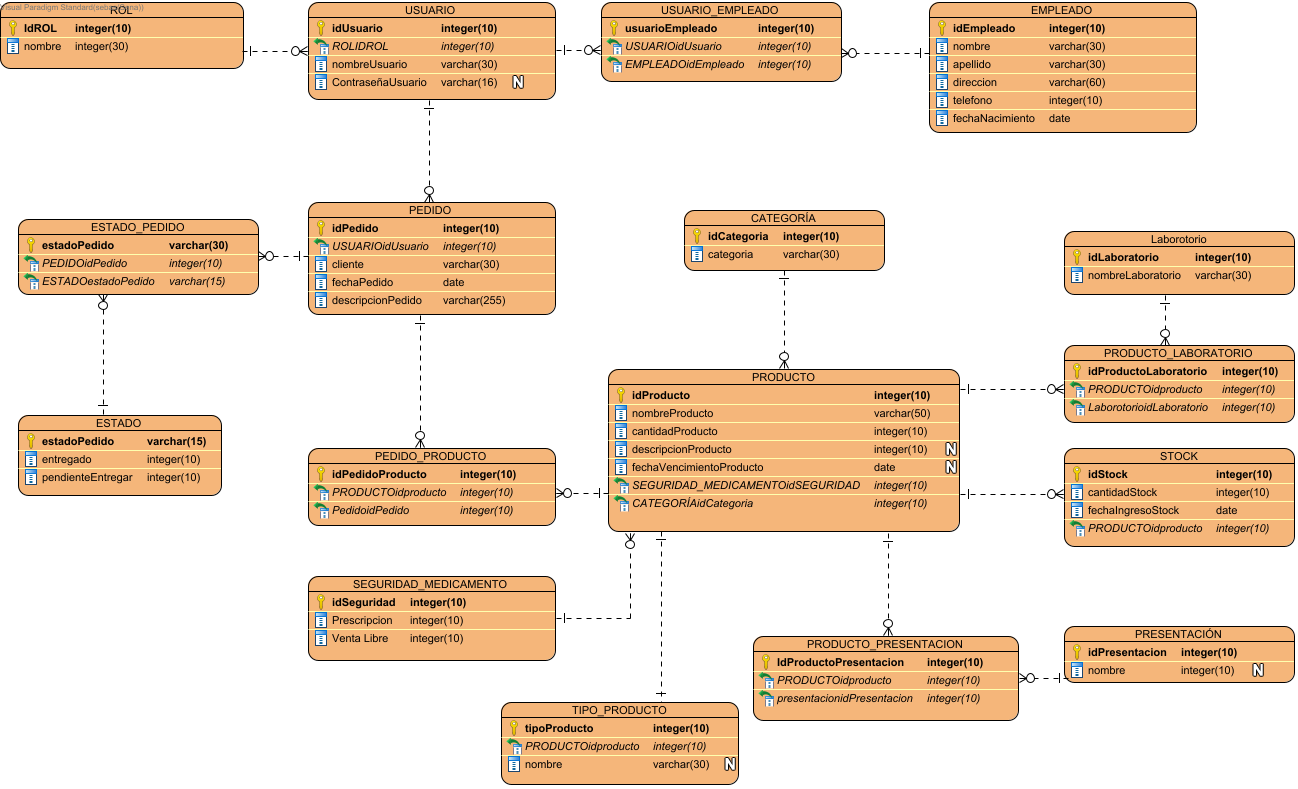 Visual Paradigm Standard(sebas(Sena))
ROL
IdROL integer(10)
nombre integer(30)
USUARIO
idUsuario integer(10)
ROLIDROL integer(10)
nombreUsuario varchar(30)
ContraseñaUsuario varchar(16) N
USUARIO_EMPLEADO
usuarioEmpleado integer(10)
USUARIOidUsuario integer(10)
EMPLEADOidEmpleado integer(10)
EMPLEADO
idEmpleado integer(10)
nombre varchar(30)
apellido varchar(30)
direccion varchar(60)
telefono integer(10)
fechaNacimiento date
ESTADO_PEDIDO
estadoPedido varchar(30)
PEDIDOidPedido integer(10)
ESTADOestadoPedido varchar(15)
PEDIDO
idPedido integer(10)
USUARIOidUsuario integer(10)
cliente varchar(30)
fechaPedido date
descripcionPedido varchar(255)
CATEGORÍA
idCategoria integer(10)
categoria varchar(30)
Laborotorio
idLaboratorio integer(10)
nombreLaboratorio varchar(30)
PRODUCTO_LABORATORIO
idProductoLaboratorio integer(10)
PRODUCTOidproducto integer(10)
LaborotorioidLaboratorio integer(10)
PRODUCTO
idProducto integer(10)
nombreProducto varchar(50)
cantidadProducto integer(10)
descripcionProducto integer(10) N
fechaVencimientoProducto date N
SEGURIDAD_MEDICAMENTOidSEGURIDAD integer(10)
CATEGORÍAidCategoria integer(10)
ESTADO
estadoPedido varchar(15)
entregado integer(10)
pendienteEntregar integer(10)
PEDIDO_PRODUCTO
idPedidoProducto integer(10)
PRODUCTOidproducto integer(10)
PedidoidPedido integer(10)
STOCK
idStock integer(10)
cantidadStock integer(10)
fechaIngresoStock date
PRODUCTOidproducto integer(10)
SEGURIDAD_MEDICAMENTO
idSeguridad integer(10)
Prescripcion integer(10)
Venta Libre integer(10)
PRODUCTO_PRESENTACION
IdProductoPresentacion integer(10)
PRODUCTOidproducto integer(10)
presentacionidPresentacion integer(10)
PRESENTACIÓN
idPresentacion integer(10)
nombre integer(10) N
TIPO_PRODUCTO
tipoProducto integer(10)
PRODUCTOidproducto integer(10)
nombre varchar(30) N